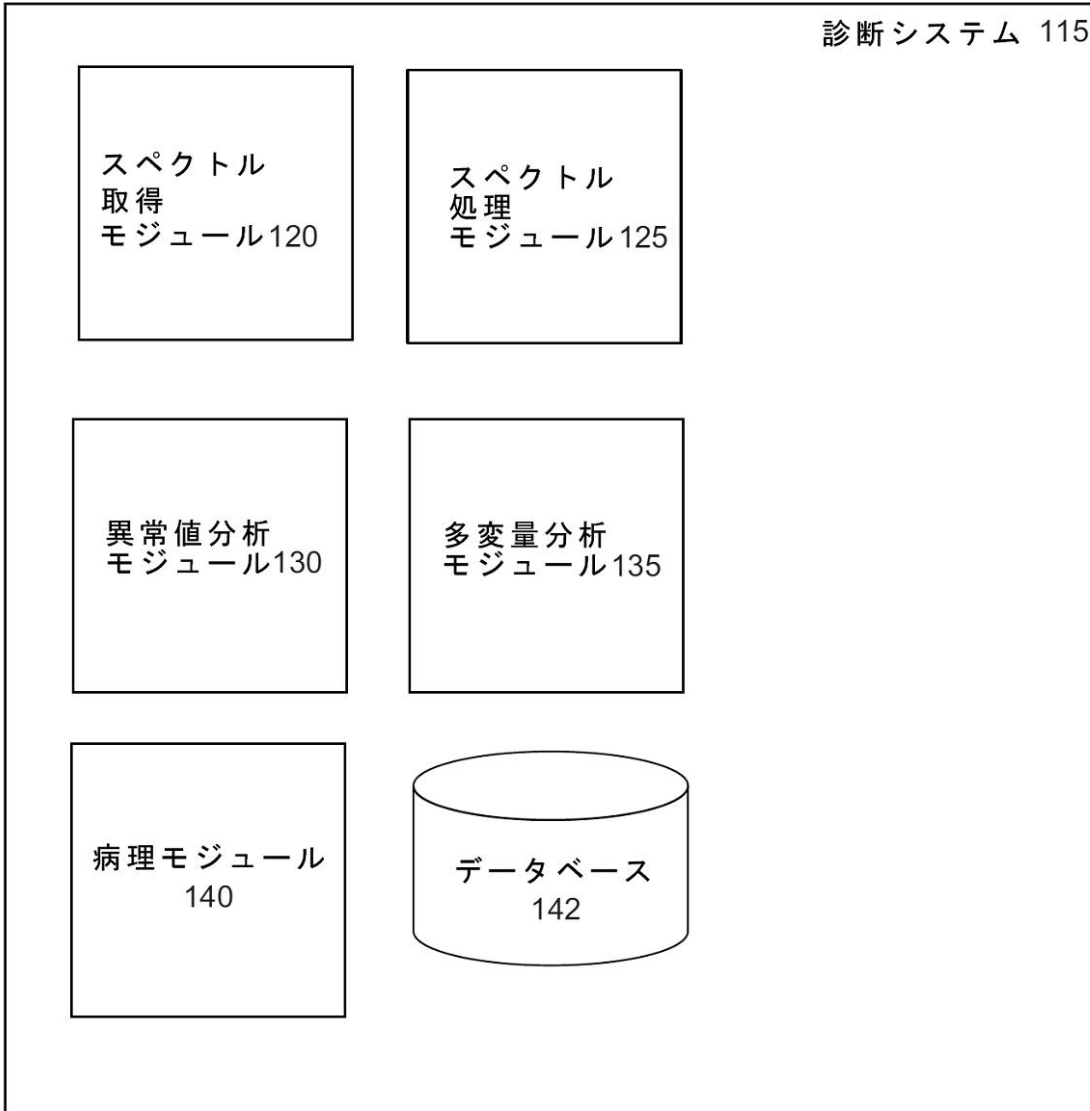 診断システム 115
スペクトル
取得
モジュール120
スペクトル
処理
モジュール125
異常値分析
モジュール130
多変量分析
モジュール135
病理モジュール
140
データベース
142